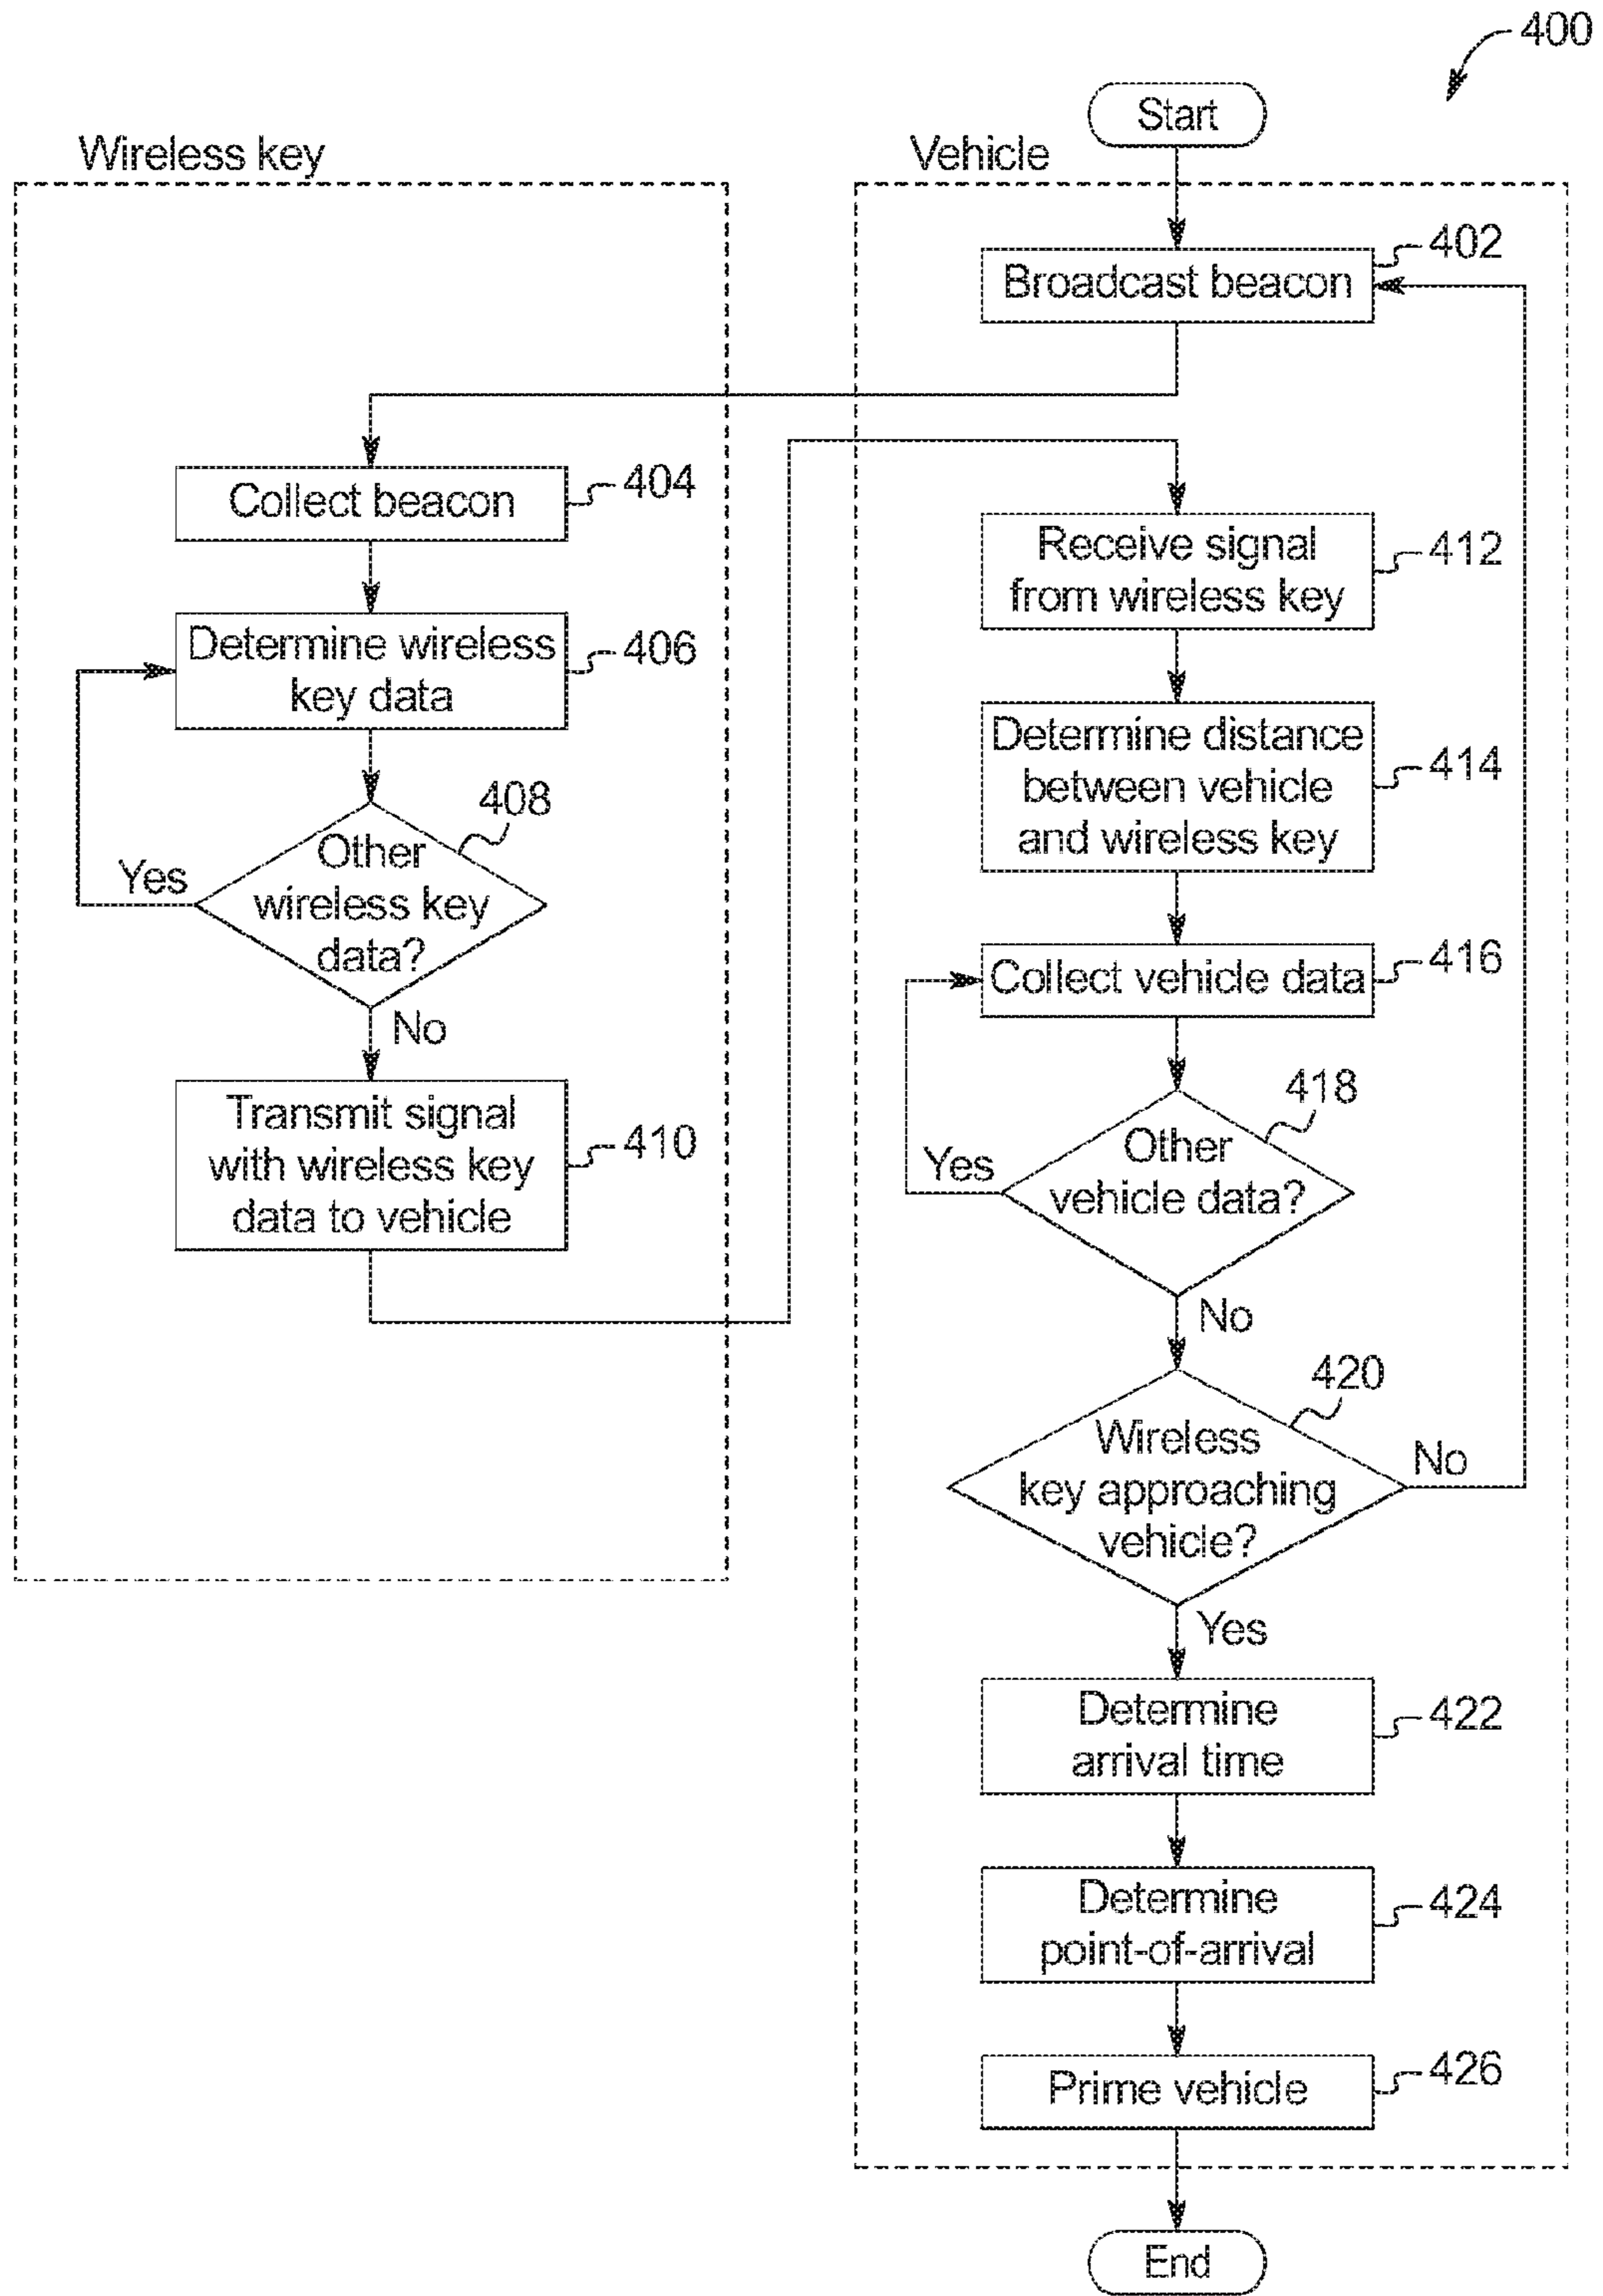 400
Start
Wireless key
Vehicle
402
Broadcast beacon
404
Collect beacon
406
Determine wireless
key data
408
Other
wireless key
data?
Yes
No
Transmit signal
with wireless key
data to vehicle
410
Receive signal
from wireless key
412
Determine distance
between vehicle
and wireless key
414
Collect vehicle data
416
418
Other
vehicle data?
Yes
No
420
Wireless
key approaching
vehicle?
No
Yes
Determine
arrival time
422
Determine
point-of-arrival
424
Prime vehicle
426
End